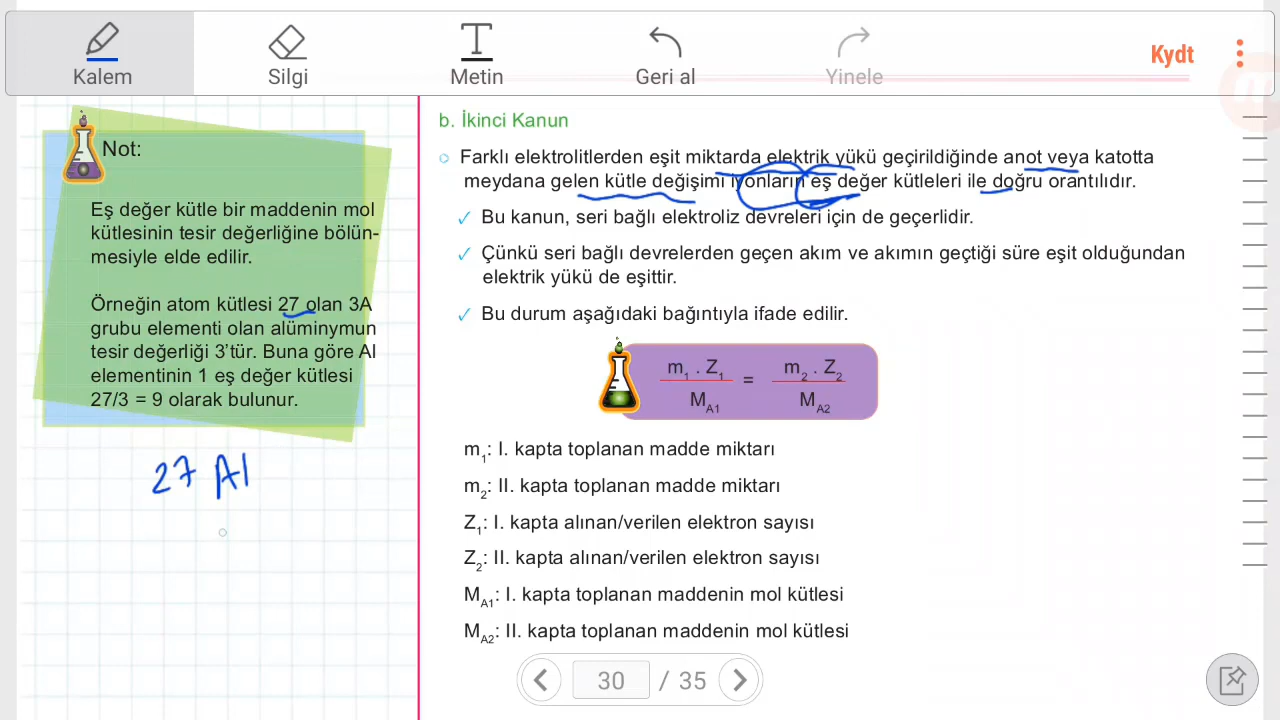 Kalem
Silgi
Metin
Geri al
Yinele
Kydt
Not:
Eş değer kütle bir maddenin mol
kütlesinin tesir değerliğine bölün-
mesiyle elde edilir.
Örneğin atom kütlesi 27 olan 3A
grubu elementi olan alüminymun
tesir değerliği 3'tür. Buna göre Al
elementinin 1 eş değer kütlesi
27/3 = 9 olarak bulunur.
27 Al
b. İkinci Kanun
Farklı elektrolitlerden eşit miktarda elektrik yükü geçirildiğinde anot veya katotta
meydana gelen kütle değişimi iyonların eş değer kütleleri ile doğru orantılıdır.
✓ Bu kanun, seri bağlı elektroliz devreleri için de geçerlidir.
✓ Çünkü seri bağlı devrelerden geçen akım ve akımın geçtiği süre eşit olduğundan
elektrik yükü de eşittir.
✓ Bu durum aşağıdaki bağıntıyla ifade edilir.
m₁ . Z₁ = m₂ . Z₂
M_A1 M_A2
m₁: I. kapta toplanan madde miktarı
m₂: II. kapta toplanan madde miktarı
Z₁: I. kapta alınan/verilen elektron sayısı
Z₂: II. kapta alınan/verilen elektron sayısı
M_A1: I. kapta toplanan maddenin mol kütlesi
M_A2: II. kapta toplanan maddenin mol kütlesi
30 / 35